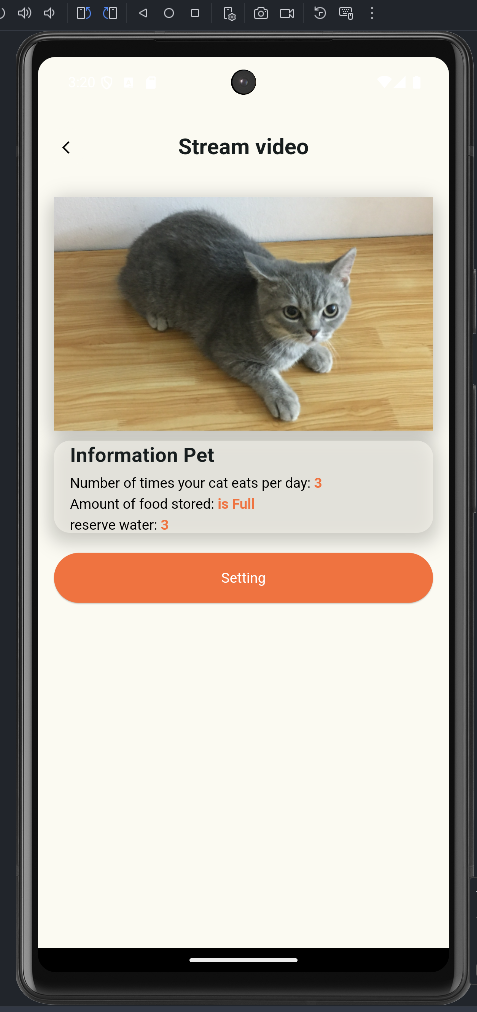 Stream video
Information Pet
Number of times your cat eats per day: 3
Amount of food stored: is Full
reserve water: 3
Setting